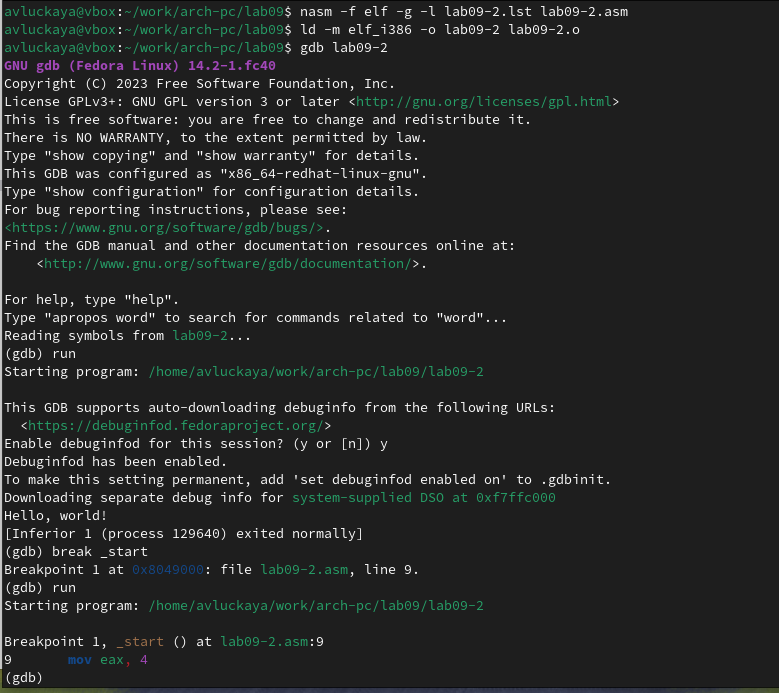 avluckaya@vbox:~/work/arch-pc/lab09$ nasm -f elf -g -l lab09-2.lst lab09-2.asm
avluckaya@vbox:~/work/arch-pc/lab09$ ld -m elf_i386 -o lab09-2 lab09-2.o
avluckaya@vbox:~/work/arch-pc/lab09$ gdb lab09-2
GNU gdb (Fedora Linux) 14.2-1.fc40
Copyright (C) 2023 Free Software Foundation, Inc.
License GPLv3+: GNU GPL version 3 or later <http://gnu.org/licenses/gpl.html>
This is free software: you are free to change and redistribute it.
There is NO WARRANTY, to the extent permitted by law.
Type "show copying" and "show warranty" for details.
This GDB was configured as "x86_64-redhat-linux-gnu".
Type "show configuration" for configuration details.
For bug reporting instructions, please see:
<https://www.gnu.org/software/gdb/bugs/>.
Find the GDB manual and other documentation resources online at:
    <http://www.gnu.org/software/gdb/documentation/>.

For help, type "help".
Type "apropos word" to search for commands related to "word"...
Reading symbols from lab09-2...
(gdb) run
Starting program: /home/avluckaya/work/arch-pc/lab09/lab09-2

This GDB supports auto-downloading debuginfo from the following URLs:
  <https://debuginfod.fedoraproject.org/>
Enable debuginfod for this session? (y or [n]) y
Debuginfod has been enabled.
To make this setting permanent, add 'set debuginfod enabled on' to .gdbinit.
Downloading separate debug info for system-supplied DSO at 0xf7ffc000
Hello, world!
[Inferior 1 (process 129640) exited normally]
(gdb) break _start
Breakpoint 1 at 0x8049000: file lab09-2.asm, line 9.
(gdb) run
Starting program: /home/avluckaya/work/arch-pc/lab09/lab09-2

Breakpoint 1, _start () at lab09-2.asm:9
9       mov eax, 4
(gdb)